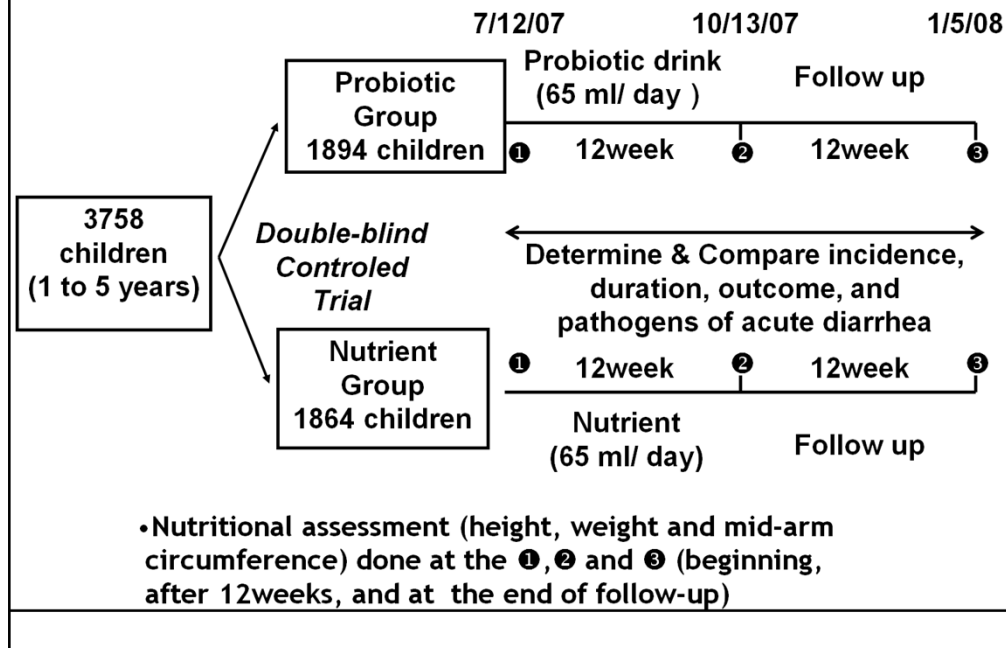 7/12/07 10/13/07 1/5/08
Probiotic
Group
1894 children
Probiotic drink
(65 ml/ day )
Follow up
❶ 12week ❷ 12week ❸
3758
children
(1 to 5 years)
Double-blind
Controled
Trial
Determine & Compare incidence,
duration, outcome, and
pathogens of acute diarrhea
Nutrient
Group
1864 children
❶ 12week ❷ 12week ❸
Nutrient
(65 ml/ day)
Follow up
•Nutritional assessment (height, weight and mid-arm
circumference) done at the ❶,❷ and ❸ (beginning,
after 12weeks, and at the end of follow-up)